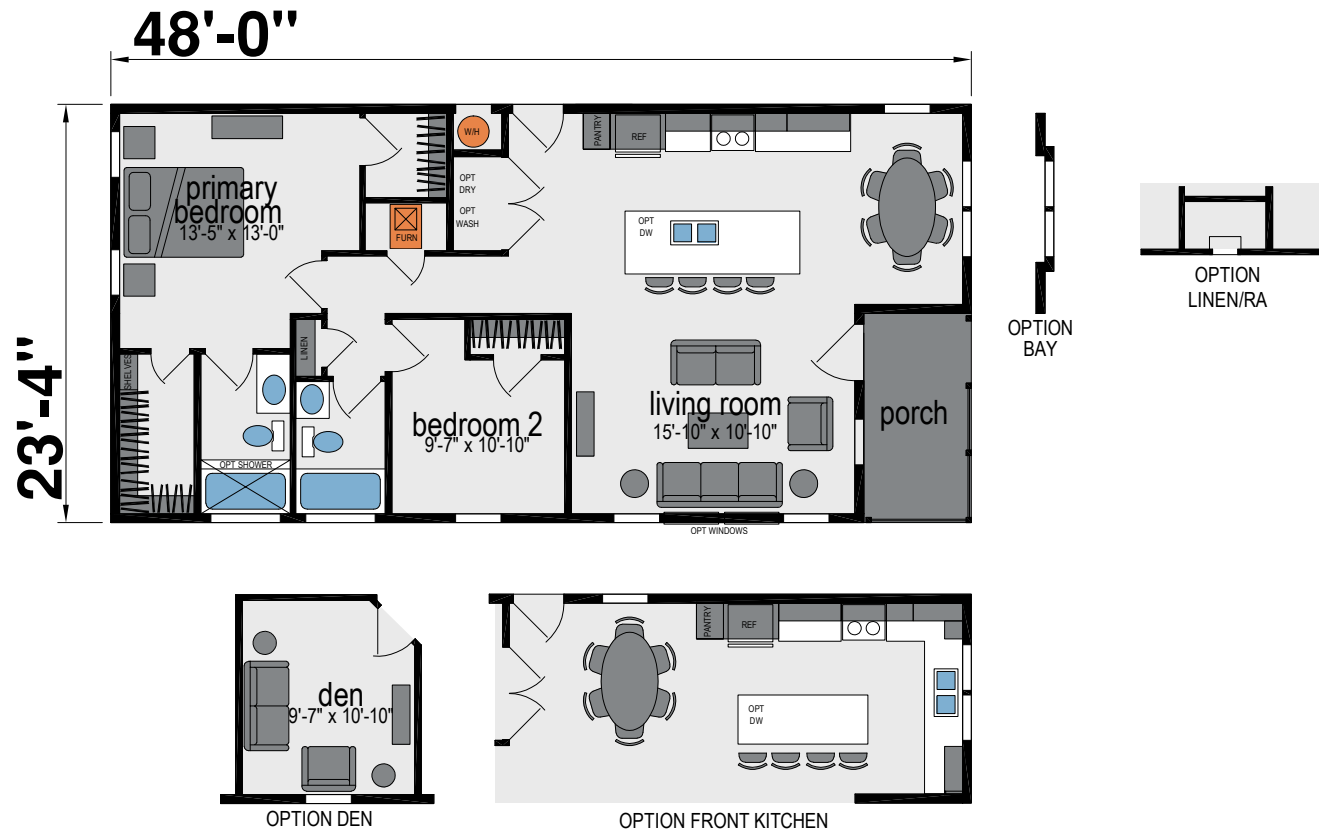 48'-0"
23'-4"
W/H
PANTRY
REF
OPT
DRY
OPT
WASH
FURN
primary
bedroom
13'-5" x 13'-0"
OPT
DW
LINEN
SHELVES
OPT SHOWER
bedroom 2
9'-7" x 10'-10"
living room
15'-10" x 10'-10"
porch
OPT WINDOWS
OPTION
BAY
OPTION
LINEN/RA
den
9'-7" x 10'-10"
OPTION DEN
PANTRY
REF
OPT
DW
OPTION FRONT KITCHEN